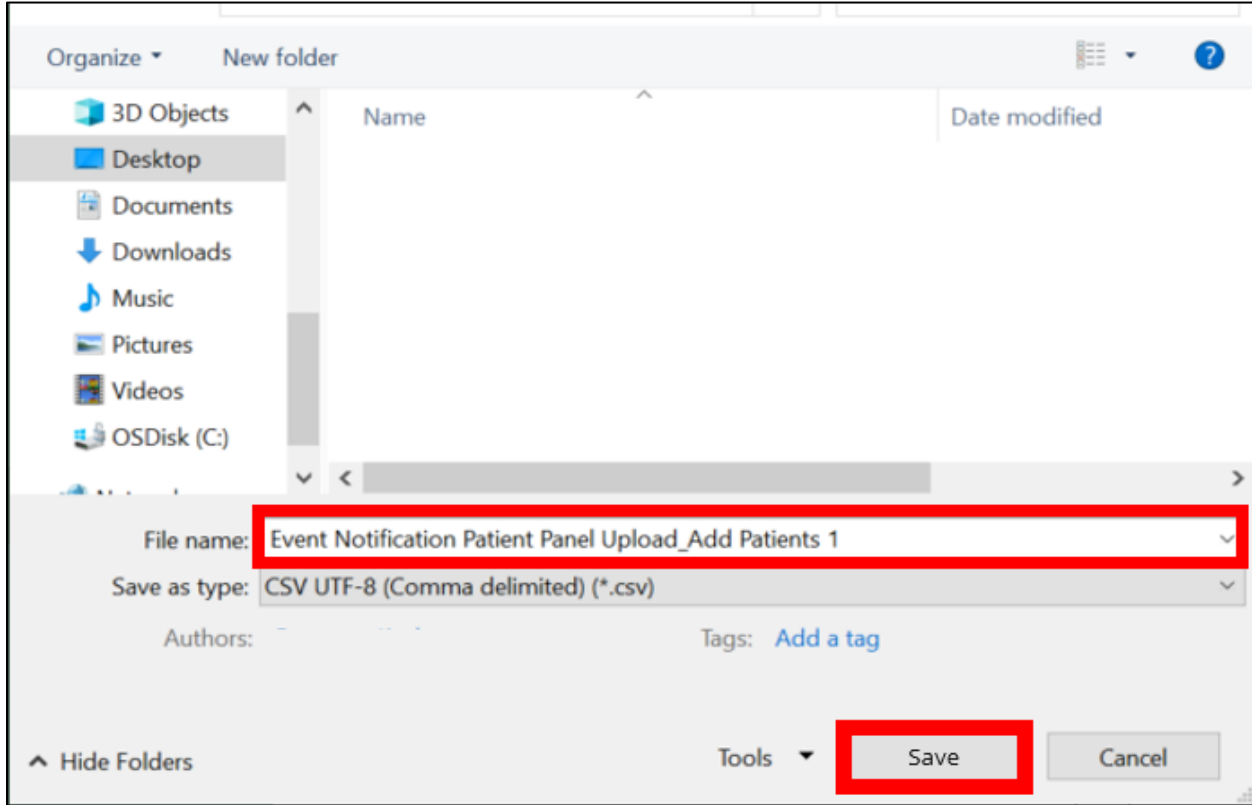 Organize New folder
Name Date modified
3D Objects
Desktop
Documents
Downloads
Music
Pictures
Videos
OSDisk (C:)
File name: Event Notification Patient Panel Upload_Add Patients 1
Save as type: CSV UTF-8 (Comma delimited) (*.csv)
Authors: Tags: Add a tag
Hide Folders Tools Save Cancel